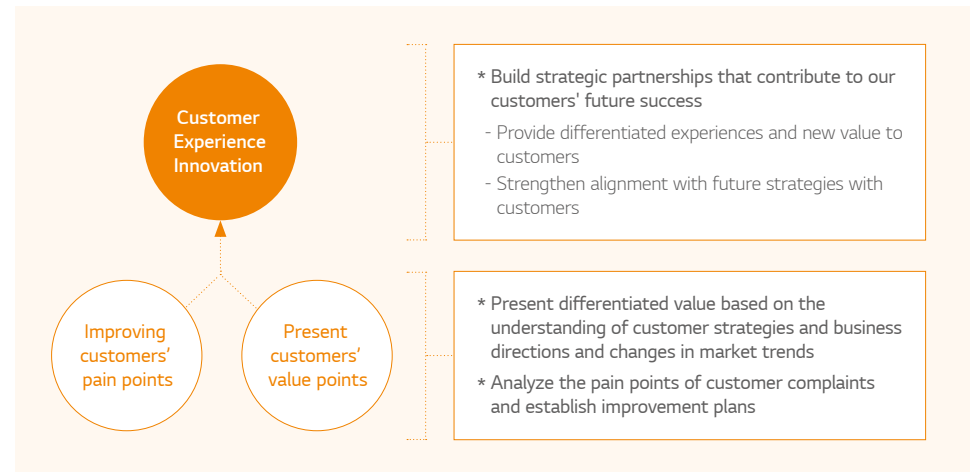 Customer
Experience
Innovation
* Build strategic partnerships that contribute to our
customers' future success
- Provide differentiated experiences and new value to
customers
- Strengthen alignment with future strategies with
customers
Improving
customers’
pain points
Present
customers’
value points
* Present differentiated value based on the
understanding of customer strategies and business
directions and changes in market trends
* Analyze the pain points of customer complaints
and establish improvement plans